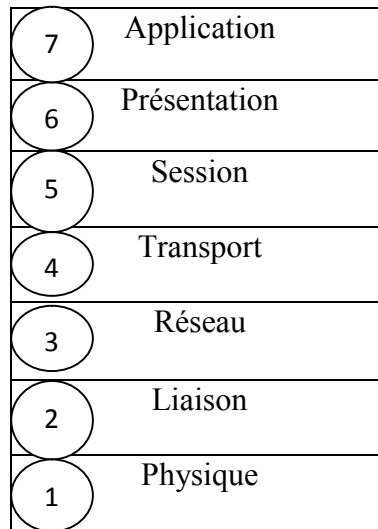 7 Application
6 Présentation
5 Session
4 Transport
3 Réseau
2 Liaison
1 Physique